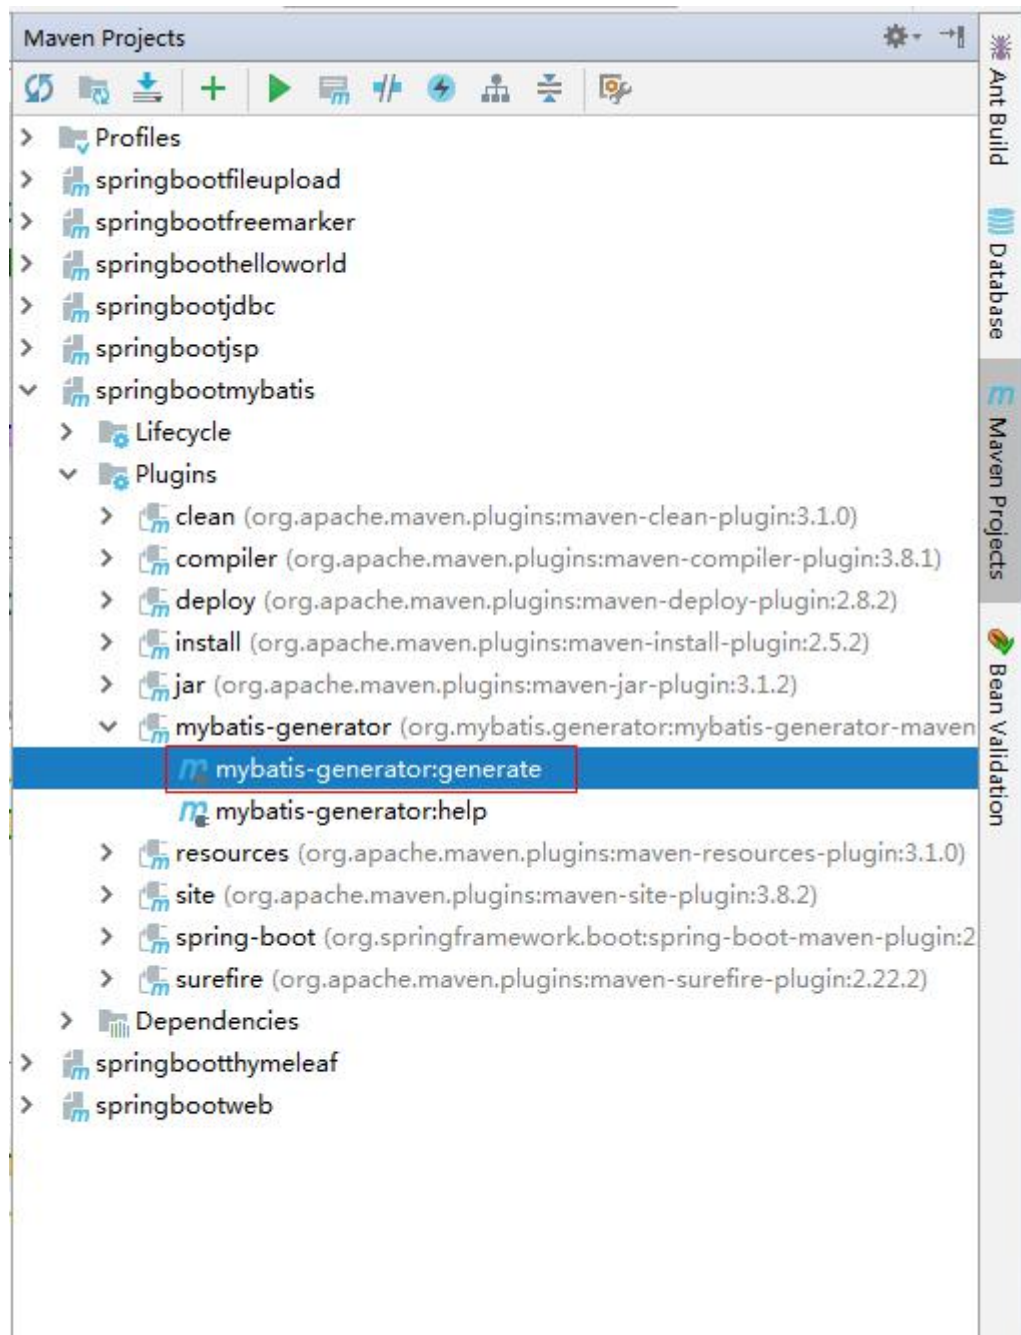 Maven Projects
Profiles
springbootfileupload
springbootfreemarker
springboothelloworld
springbootjdbc
springbootjsp
springbootmybatis
Lifecycle
Plugins
clean (org.apache.maven.plugins:maven-clean-plugin:3.1.0)
compiler (org.apache.maven.plugins:maven-compiler-plugin:3.8.1)
deploy (org.apache.maven.plugins:maven-deploy-plugin:2.8.2)
install (org.apache.maven.plugins:maven-install-plugin:2.5.2)
jar (org.apache.maven.plugins:maven-jar-plugin:3.1.2)
mybatis-generator (org.mybatis.generator:mybatis-generator-maven
mybatis-generator:generate
mybatis-generator:help
resources (org.apache.maven.plugins:maven-resources-plugin:3.1.0)
site (org.apache.maven.plugins:maven-site-plugin:3.8.2)
spring-boot (org.springframework.boot:spring-boot-maven-plugin:2
surefire (org.apache.maven.plugins:maven-surefire-plugin:2.22.2)
Dependencies
springbootthymeleaf
springbootweb
Ant Build
Database
Maven Projects
Bean Validation